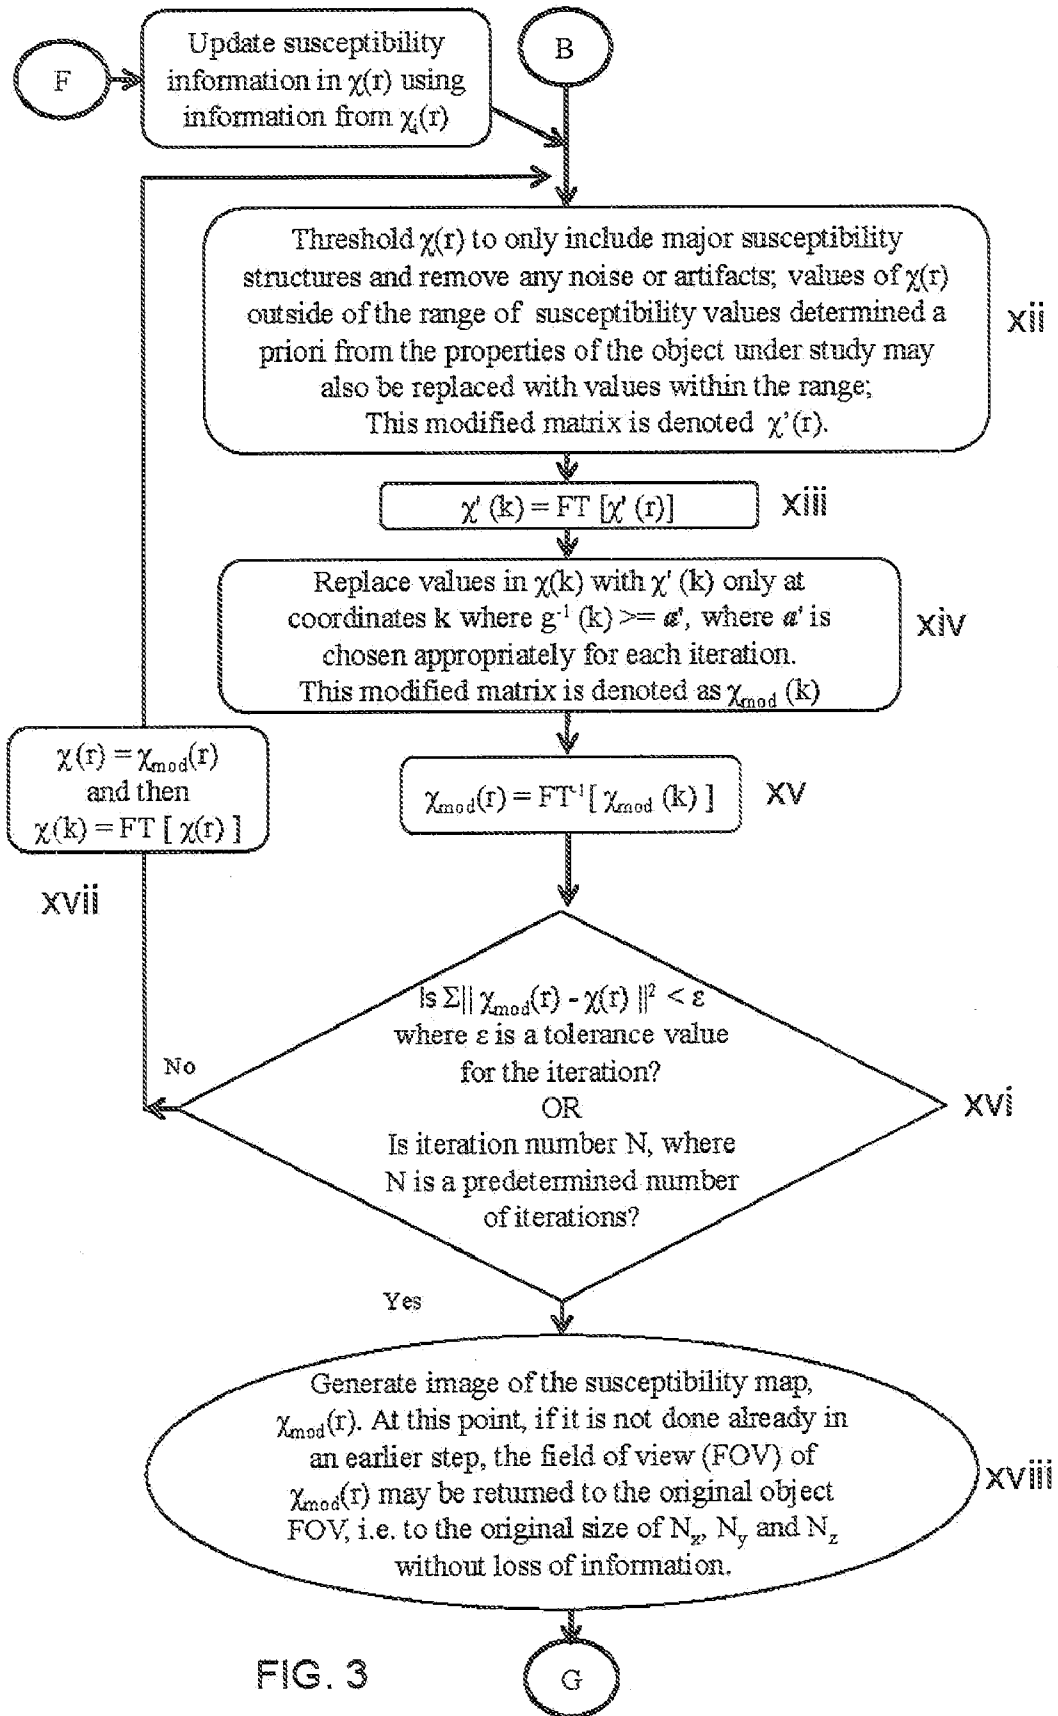 F
Update susceptibility
information in χ(r) using
information from χᵢ(r)
B
Threshold χ(r) to only include major susceptibility
structures and remove any noise or artifacts; values of χ(r)
outside of the range of susceptibility values determined a
priori from the properties of the object under study may
also be replaced with values within the range;
This modified matrix is denoted χ'(r).
xii
χ' (k) = FT [χ' (r)]
xiii
Replace values in χ(k) with χ' (k) only at
coordinates k where g⁻¹ (k) >= a', where a' is
chosen appropriately for each iteration.
This modified matrix is denoted as χmod (k)
xiv
χmod(r) = FT⁻¹[ χmod (k) ]
xv
χ(r) = χmod(r)
and then
χ(k) = FT [ χ(r) ]
xvii
Is Σ|| χmod(r) - χ(r) ||² < ε
where ε is a tolerance value
for the iteration?
OR
Is iteration number N, where
N is a predetermined number
of iterations?
xvi
No
Yes
Generate image of the susceptibility map,
χmod(r). At this point, if it is not done already in
an earlier step, the field of view (FOV) of
χmod(r) may be returned to the original object
FOV, i.e. to the original size of Nx, Ny and Nz
without loss of information.
xviii
G
FIG. 3